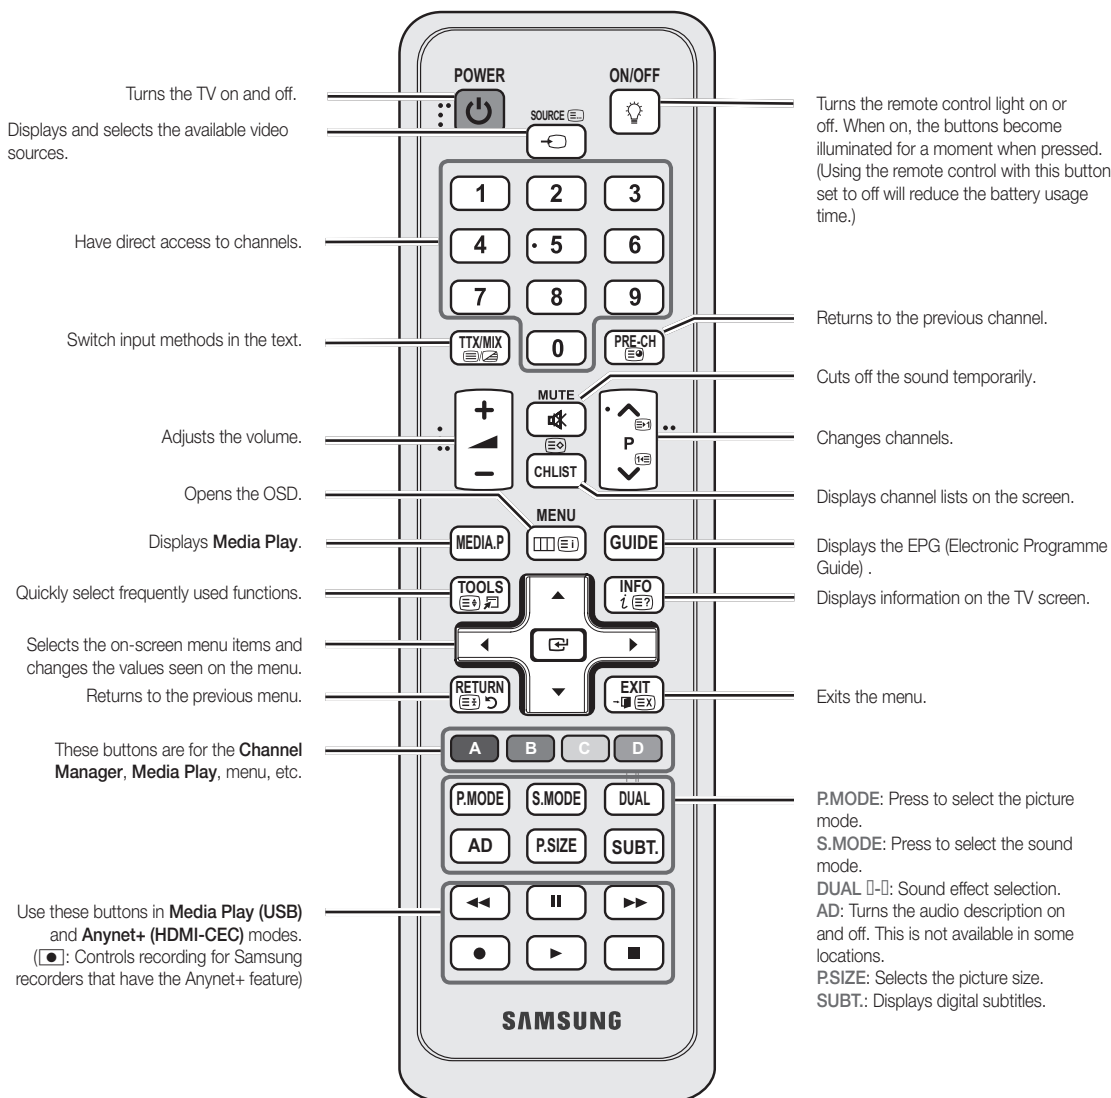 POWER
ON/OFF
SOURCE
Turns the TV on and off.
Displays and selects the available video
sources.
Turns the remote control light on or
off. When on, the buttons become
illuminated for a moment when pressed.
(Using the remote control with this button
set to off will reduce the battery usage
time.)
1 2 3
Have direct access to channels.
4 5 6
7 8 9
Switch input methods in the text.
TTX/MIX
0
PRE-CH
Returns to the previous channel.
MUTE
Cuts off the sound temporarily.
Adjusts the volume.
+
−
P
Changes channels.
CHLIST
Displays channel lists on the screen.
Opens the OSD.
MENU
Displays Media Play.
MEDIA.P
GUIDE
Displays the EPG (Electronic Programme
Guide) .
Quickly select frequently used functions.
TOOLS
INFO
Displays information on the TV screen.
Selects the on-screen menu items and
changes the values seen on the menu.
Returns to the previous menu.
RETURN
EXIT
Exits the menu.
These buttons are for the Channel
Manager, Media Play, menu, etc.
A B C D
P.MODE S.MODE DUAL
AD P.SIZE SUBT.
P.MODE: Press to select the picture
mode.
S.MODE: Press to select the sound
mode.
DUAL ▯-▯: Sound effect selection.
AD: Turns the audio description on
and off. This is not available in some
locations.
P.SIZE: Selects the picture size.
SUBT.: Displays digital subtitles.
Use these buttons in Media Play (USB)
and Anynet+ (HDMI-CEC) modes.
(●: Controls recording for Samsung
recorders that have the Anynet+ feature)
SAMSUNG